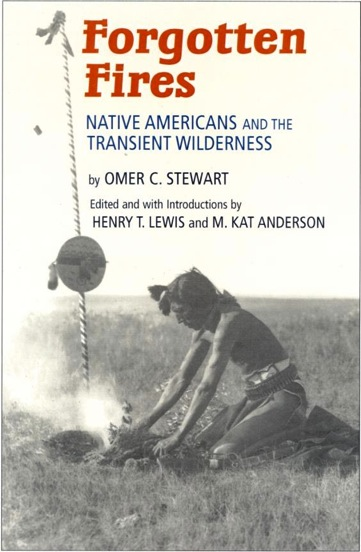 Forgotten
Fires
NATIVE AMERICANS AND THE
TRANSIENT WILDERNESS
by OMER C. STEWART
Edited and with Introductions by
HENRY T. LEWIS and M. KAT ANDERSON